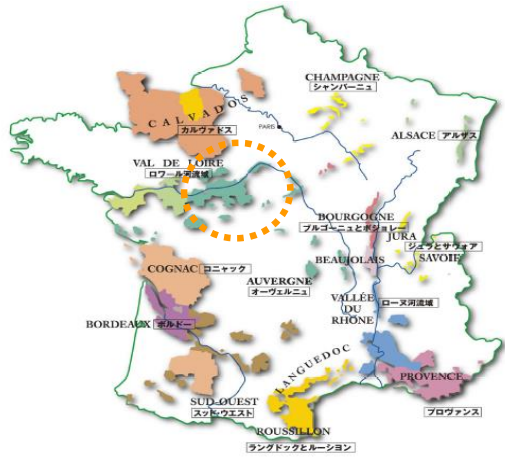 CHAMPAGNE
シャンパーニュ
CALVADOS
カルヴァドス
PARIS
ALSACE アルザス
VAL DE LOIRE
ロワール河流域
BOURGOGNE
ブルゴーニュとボジョレー
JURA
ジュラとサヴォア
SAVOIE
BEAUJOLAIS
COGNAC コニャック
AUVERGNE
オーヴェルニュ
VALLÉE
DU
RHÔNE
ローヌ河流域
BORDEAUX ボルドー
LANGUEDOC
PROVENCE
プロヴァンス
SUD-OUEST
スッド・ウエスト
ROUSSILLON
ラングドックとルーション